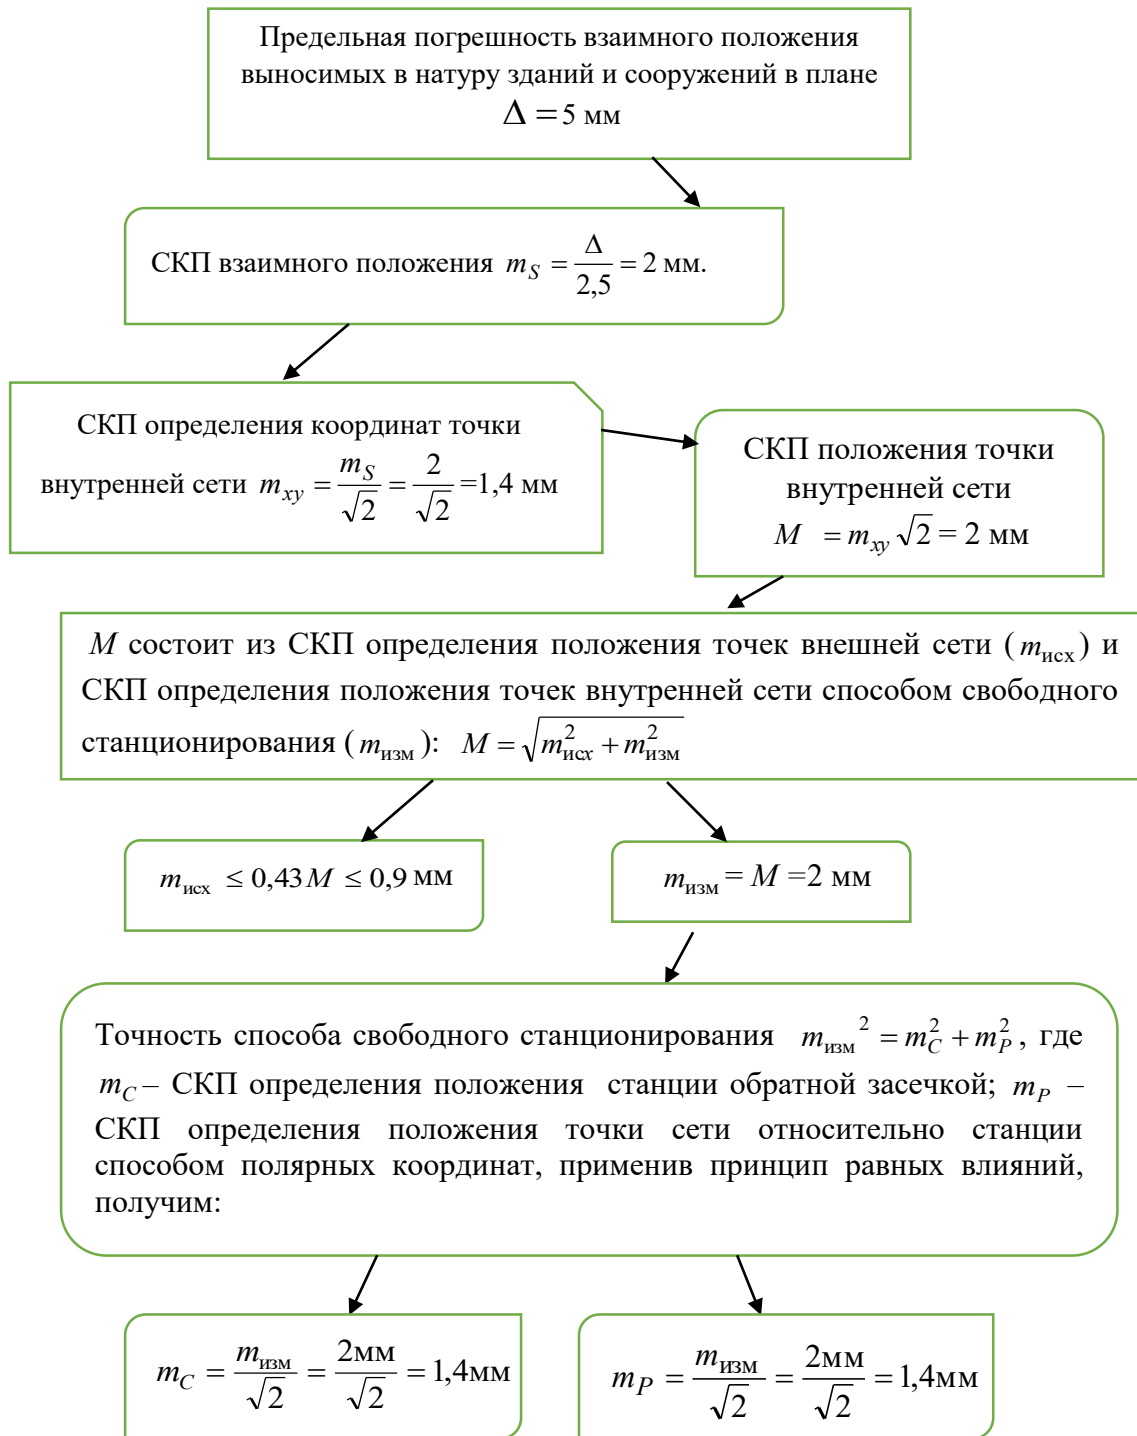 Предельная погрешность взаимного положения
выносимых в натуру зданий и сооружений в плане
Δ = 5 мм
СКП взаимного положения m_S = Δ/2,5 = 2 мм.
СКП определения координат точки
внутренней сети m_xy = m_S/√2 = 2/√2 =1,4 мм
СКП положения точки
внутренней сети
M = m_xy √2 = 2 мм
M состоит из СКП определения положения точек внешней сети (m_исх) и
СКП определения положения точек внутренней сети способом свободного
станционирования (m_изм): M = √(m²_исх + m²_изм)
m_исх ≤ 0,43M ≤ 0,9 мм
m_изм = M =2 мм
Точность способа свободного станционирования m_изм² = m²_C + m²_P, где
m_C – СКП определения положения станции обратной засечкой; m_P –
СКП определения положения точки сети относительно станции
способом полярных координат, применив принцип равных влияний,
получим:
m_C = m_изм/√2 = 2мм/√2 = 1,4мм
m_P = m_изм/√2 = 2мм/√2 = 1,4мм